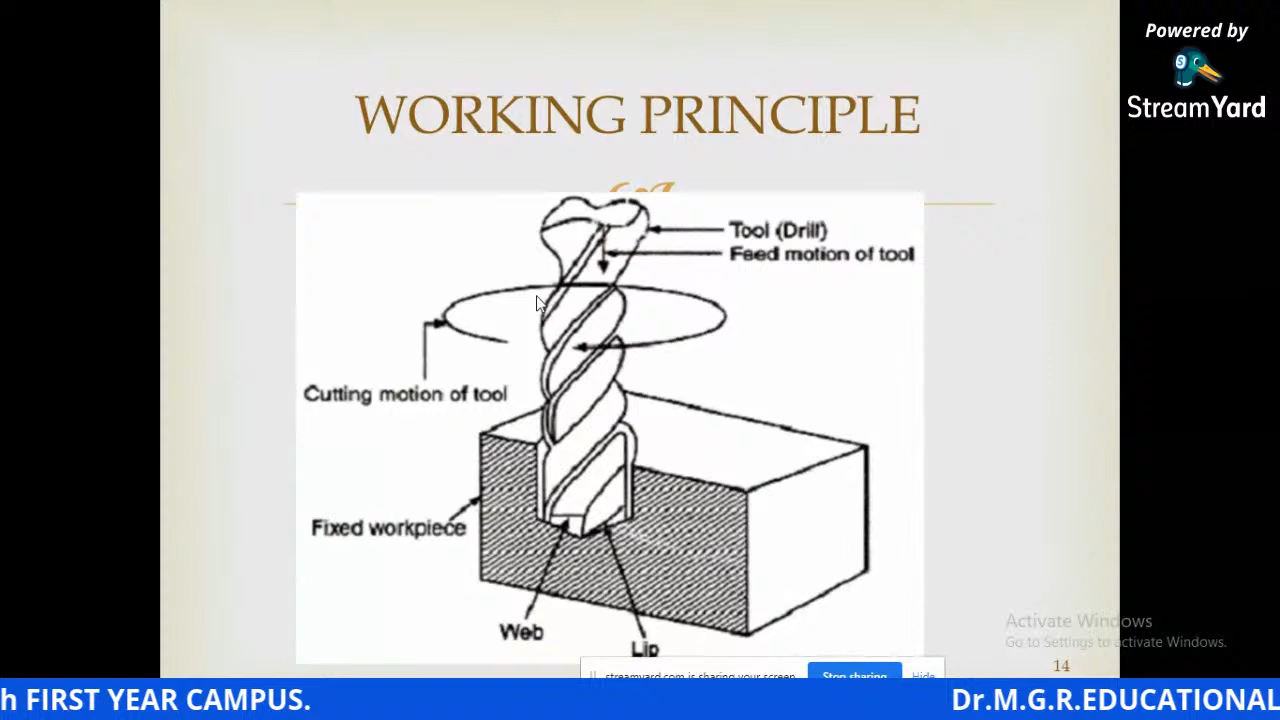 Powered by
StreamYard
WORKING PRINCIPLE
Tool (Drill)
Feed motion of tool
Cutting motion of tool
Fixed workpiece
Web
Lip
Activate Windows
Go to Settings to activate Windows.
14
streamyard.com is sharing your screen.
Stop sharing
Hide
h FIRST YEAR CAMPUS.
Dr.M.G.R.EDUCATIONAL